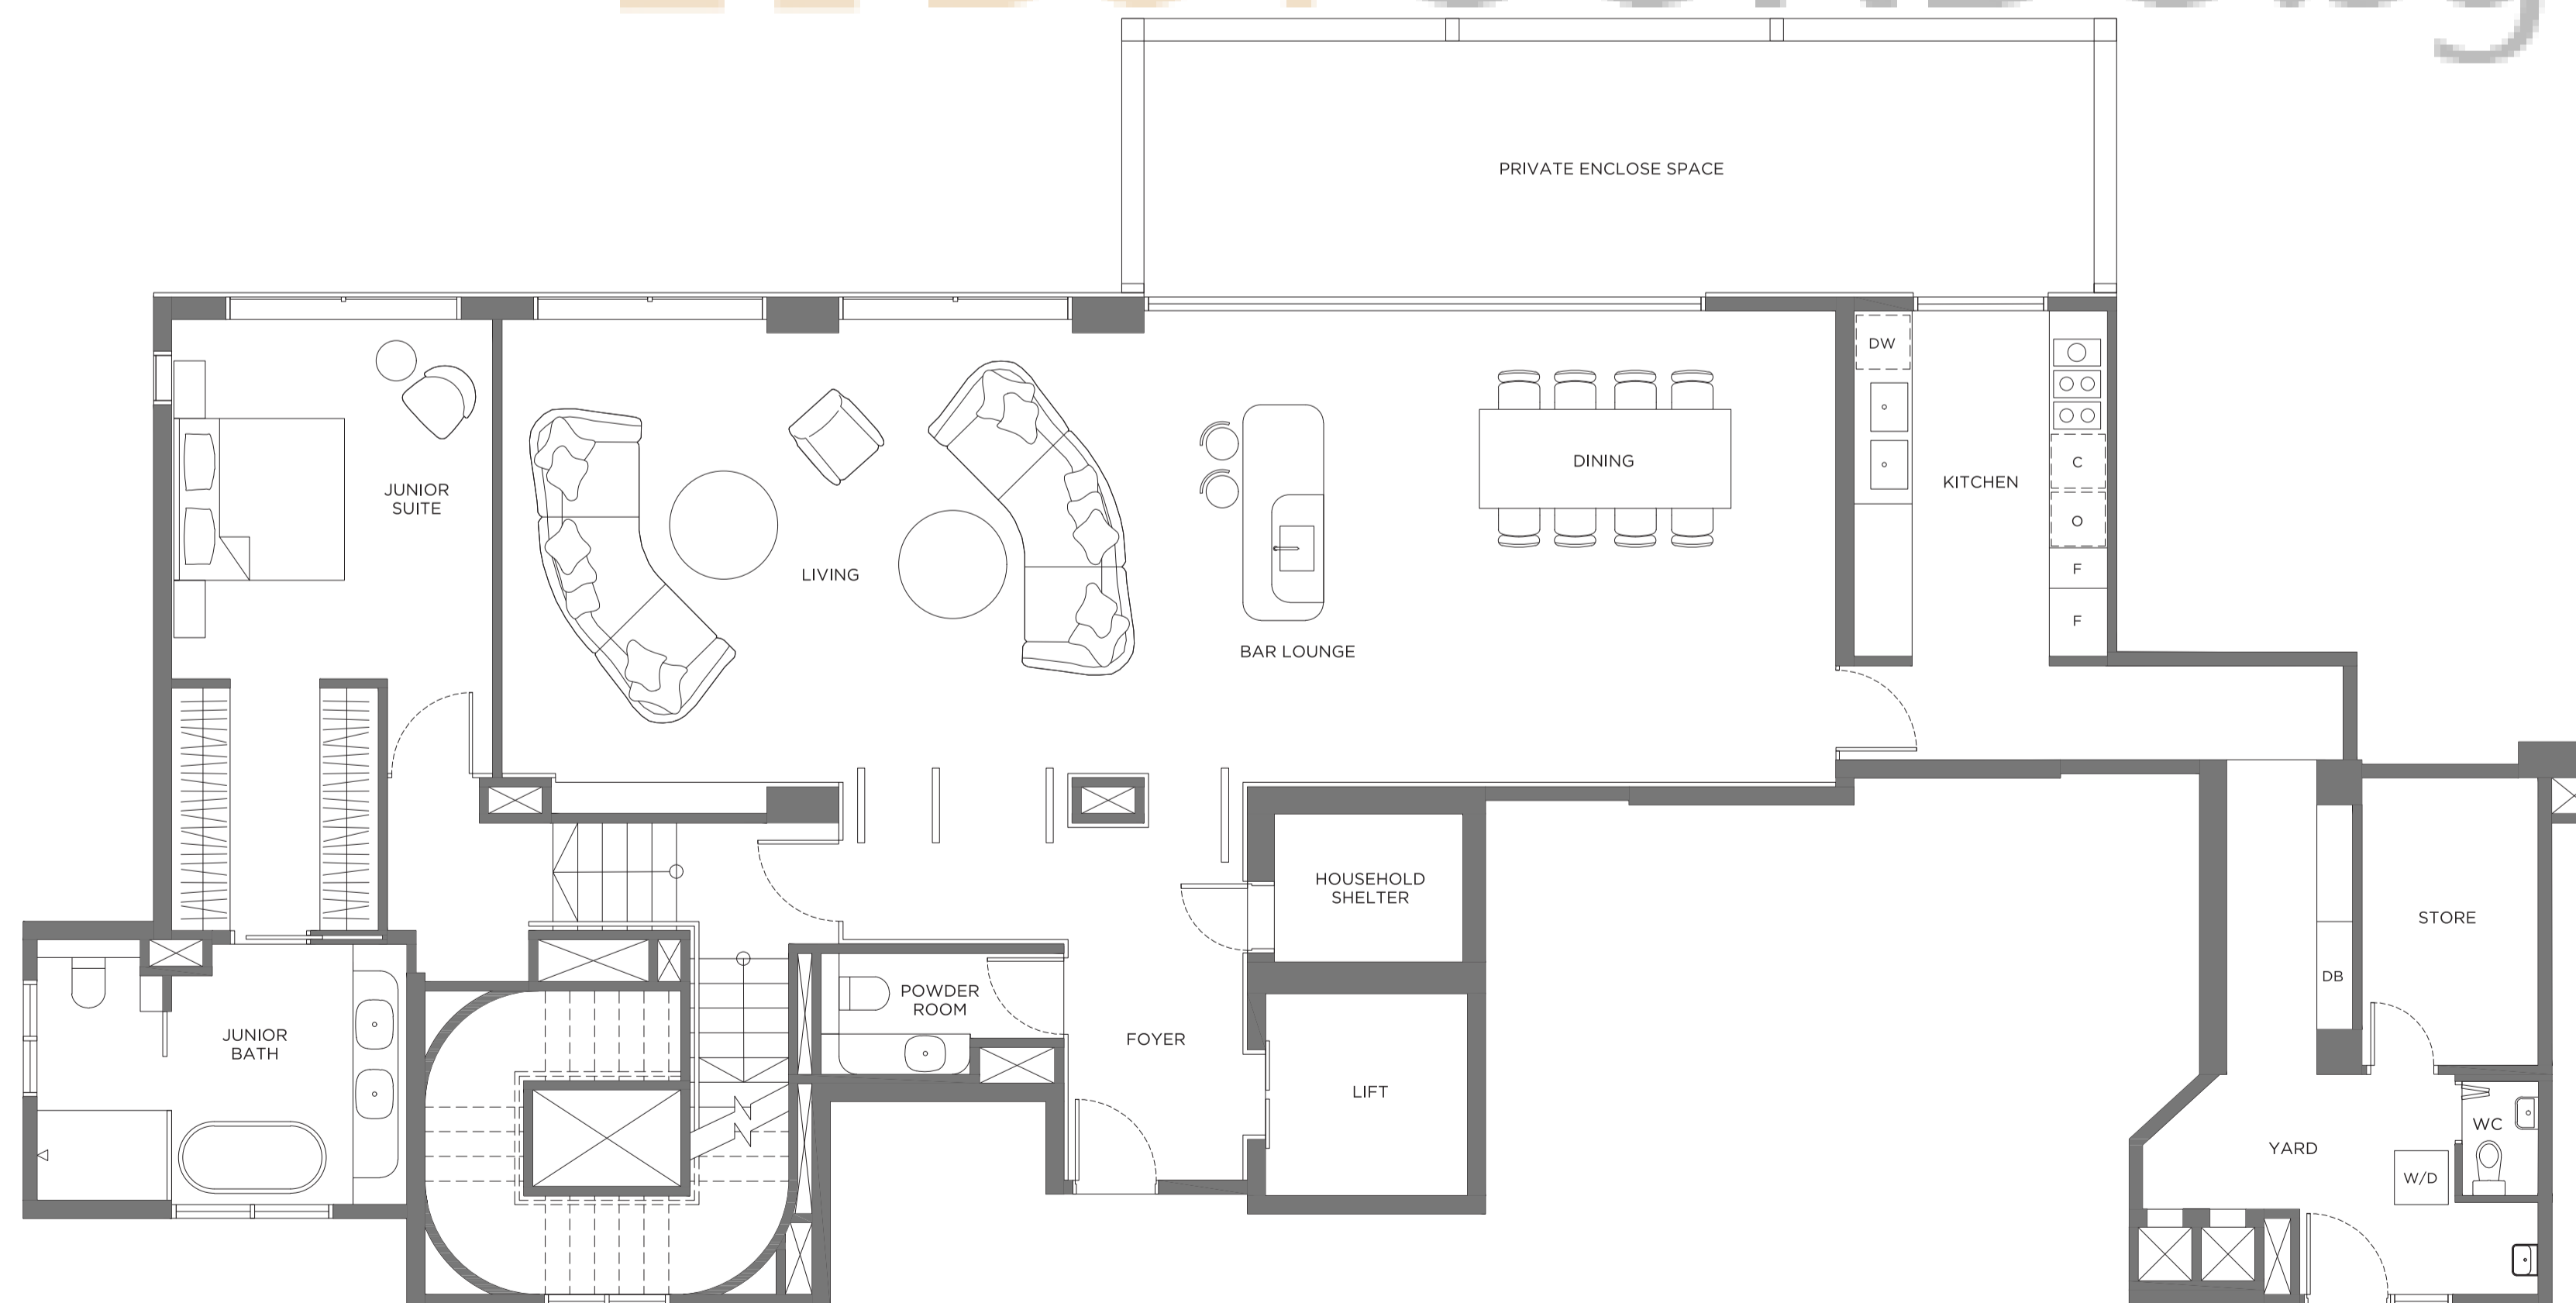 PRIVATE ENCLOSE SPACE
DW
JUNIOR
SUITE
LIVING
BAR LOUNGE
DINING
KITCHEN
C
O
F
F
HOUSEHOLD
SHELTER
STORE
DB
POWDER
ROOM
JUNIOR
BATH
FOYER
LIFT
WC
YARD
W/D